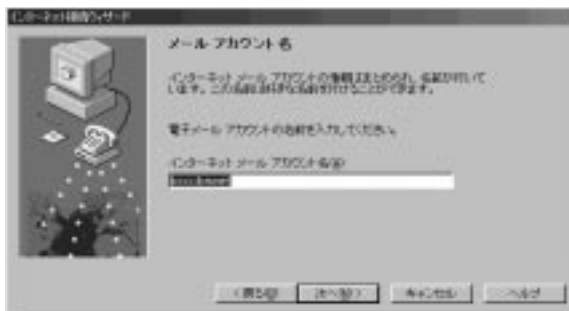 インターネット接続ウィザード
メール アカウント名
インターネット メール アカウントの情報はまとめられ、名前が付いて
います。この名前は好きな名前を付けることができます。
電子メール アカウントの名前を入力してください。
インターネット メール アカウント名(A)
< 戻る(B)
次へ(N) >
キャンセル
ヘルプ